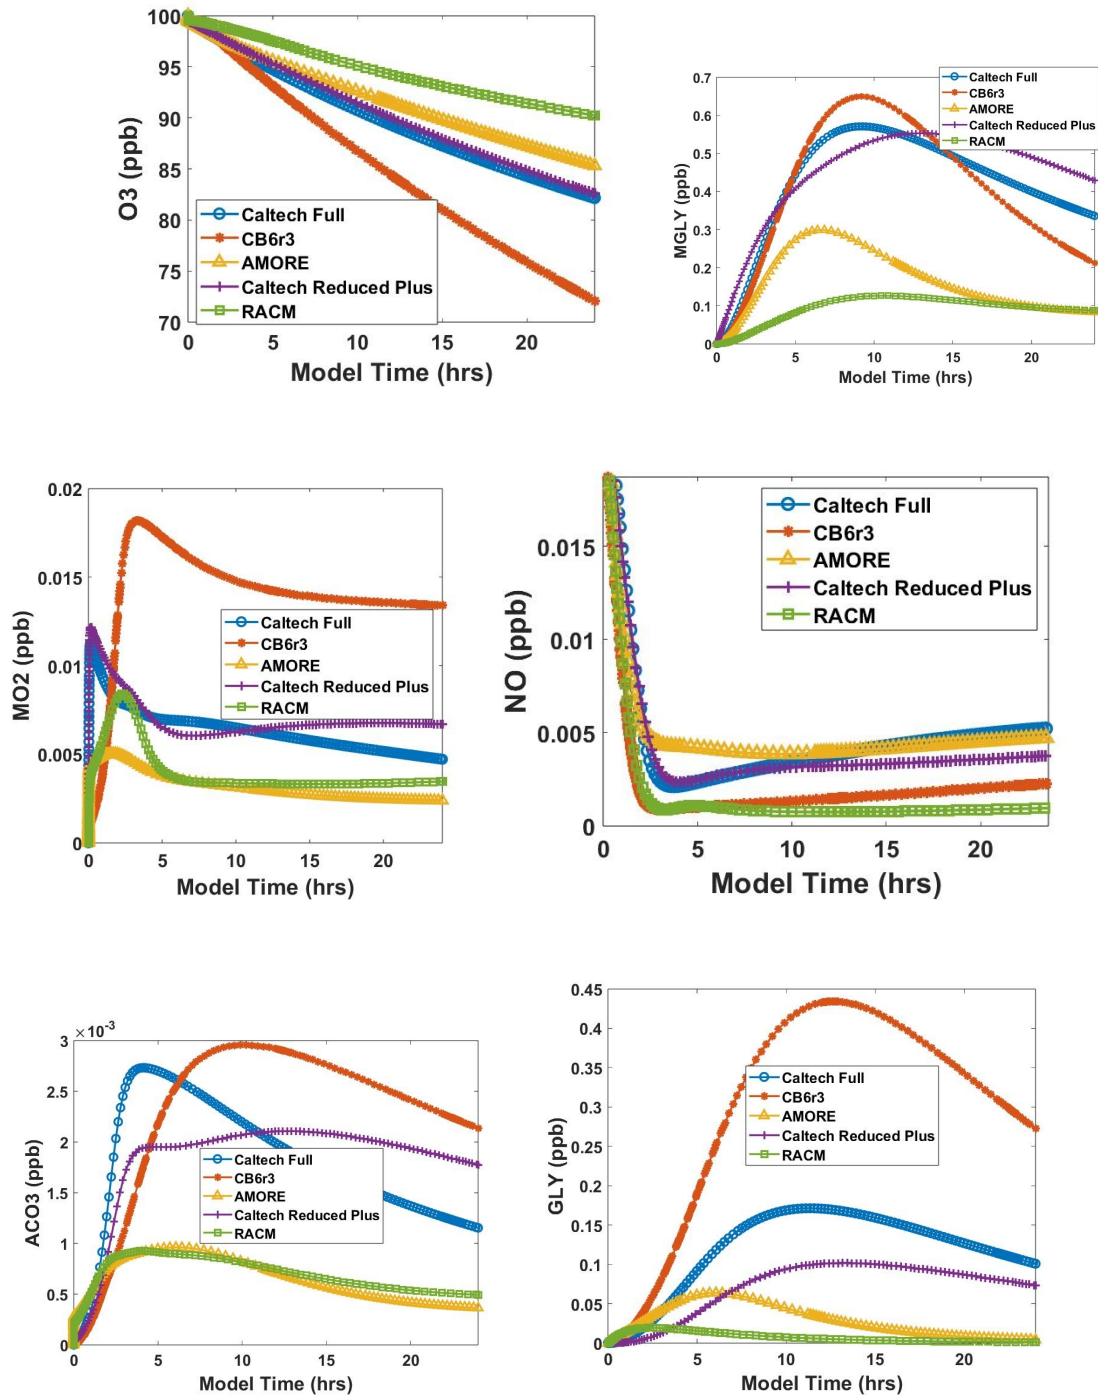 100
95
90
85
80
75
70
O3 (ppb)
Caltech Full
CB6r3
AMORE
Caltech Reduced Plus
RACM
0 5 10 15 20
Model Time (hrs)
0.7
0.6
0.5
0.4
0.3
0.2
0.1
0
MGLY (ppb)
Caltech Full
CB6r3
AMORE
Caltech Reduced Plus
RACM
0 5 10 15 20
Model Time (hrs)
0.02
0.015
0.01
0.005
0
MO2 (ppb)
Caltech Full
CB6r3
AMORE
Caltech Reduced Plus
RACM
0 5 10 15 20
Model Time (hrs)
0.015
0.01
0.005
0
NO (ppb)
Caltech Full
CB6r3
AMORE
Caltech Reduced Plus
RACM
0 5 10 15 20
Model Time (hrs)
×10⁻³
3
2.5
2
1.5
1
0.5
0
ACO3 (ppb)
Caltech Full
CB6r3
AMORE
Caltech Reduced Plus
RACM
0 5 10 15 20
Model Time (hrs)
0.45
0.4
0.35
0.3
0.25
0.2
0.15
0.1
0.05
0
GLY (ppb)
Caltech Full
CB6r3
AMORE
Caltech Reduced Plus
RACM
0 5 10 15 20
Model Time (hrs)